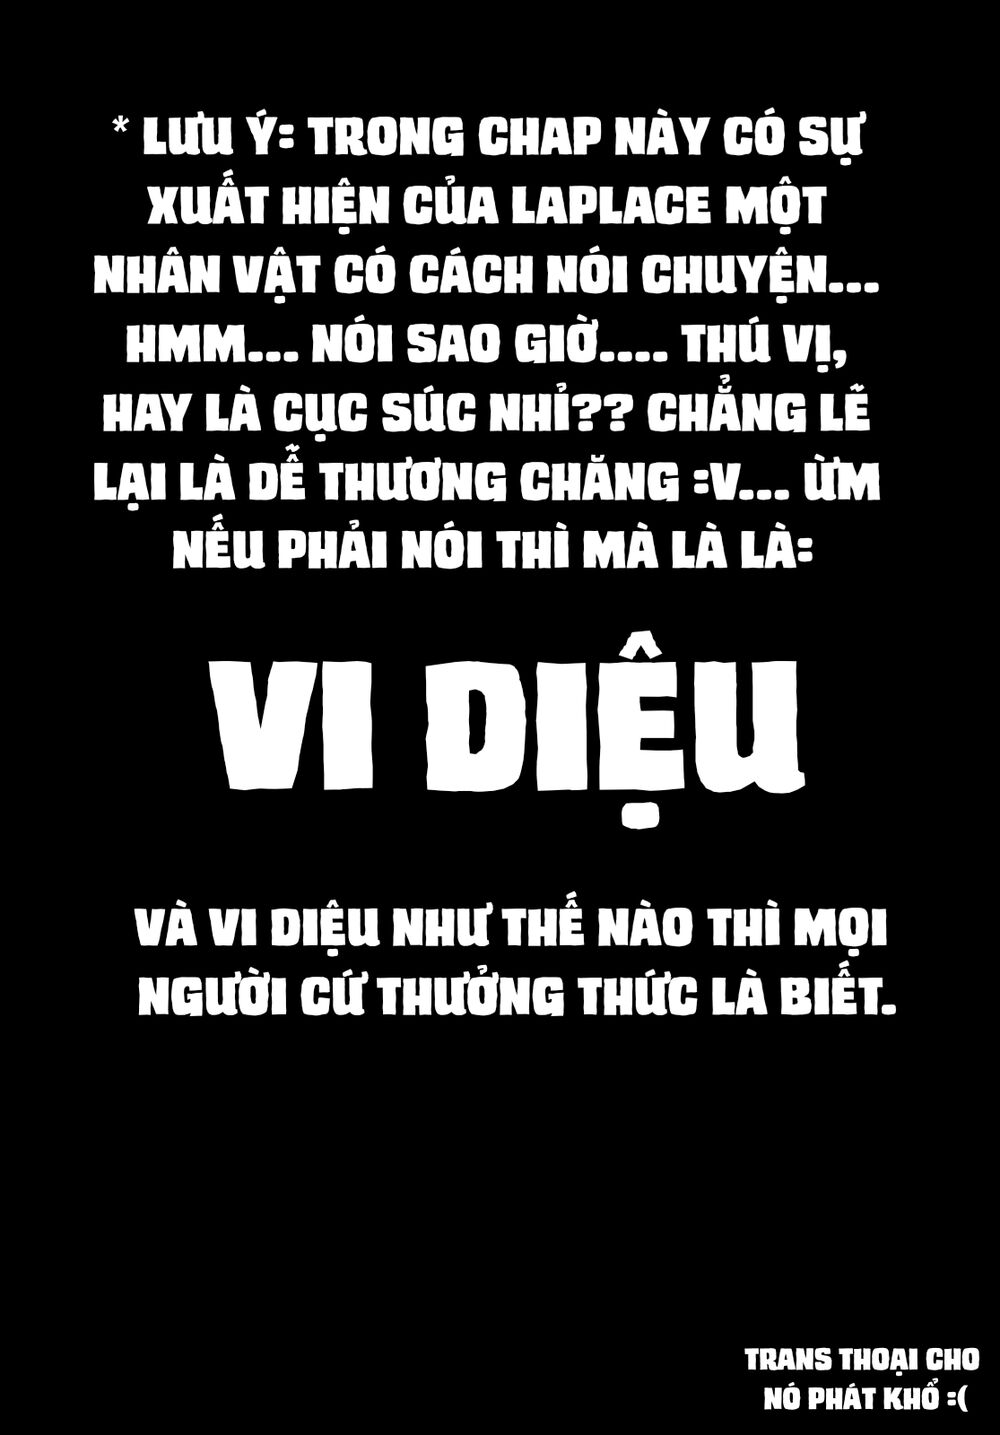 * LƯU Ý: TRONG CHAP NÀY CÓ SỰ
XUẤT HIỆN CỦA LAPLACE MỘT
NHÂN VẬT CÓ CÁCH NÓI CHUYỆN...
HMM... NÓI SAO GIỜ.... THÚ VỊ,
HAY LÀ CỤC SÚC NHỈ?? CHẲNG LẼ
LẠI LÀ DỄ THƯƠNG CHĂNG :V... ỪM
NẾU PHẢI NÓI THÌ MÀ LÀ LÀ:
VI DIỆU
VÀ VI DIỆU NHƯ THẾ NÀO THÌ MỌI
NGƯỜI CỨ THƯỞNG THỨC LÀ BIẾT.
TRANS THOẠI CHO
NÓ PHÁT KHỔ :(